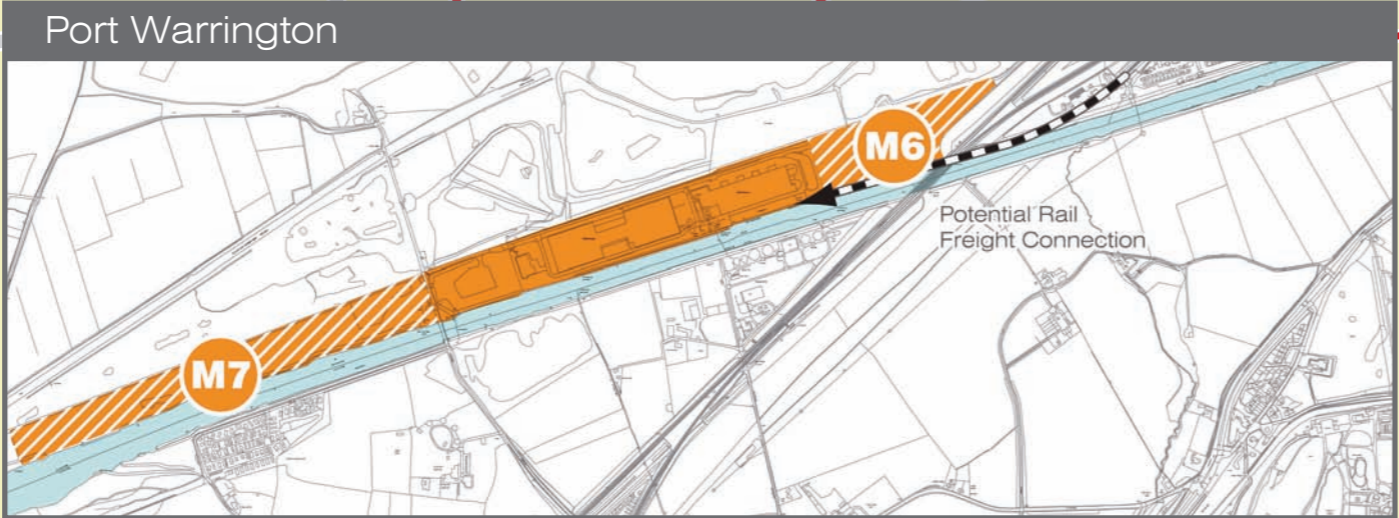 Port Warrington
M6
Potential Rail
Freight Connection
M7